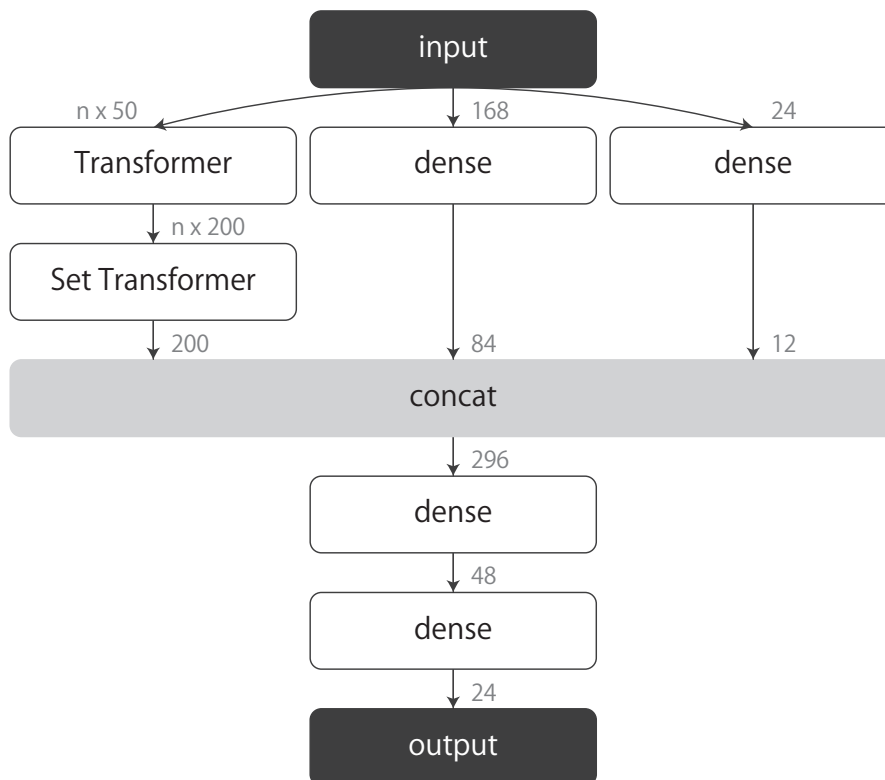 input
n x 50
168
24
Transformer
dense
dense
n x 200
Set Transformer
200
84
12
concat
296
dense
48
dense
24
output